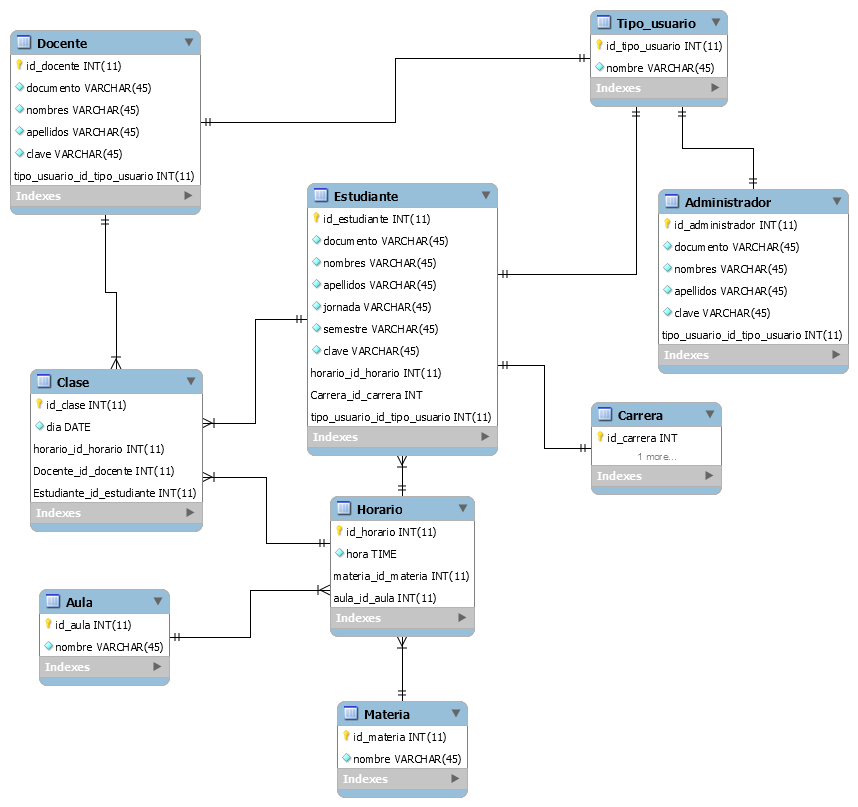 Docente
id_docente INT(11)
documento VARCHAR(45)
nombres VARCHAR(45)
apellidos VARCHAR(45)
clave VARCHAR(45)
tipo_usuario_id_tipo_usuario INT(11)
Indexes
Tipo_usuario
id_tipo_usuario INT(11)
nombre VARCHAR(45)
Indexes
Estudiante
id_estudiante INT(11)
documento VARCHAR(45)
nombres VARCHAR(45)
apellidos VARCHAR(45)
jornada VARCHAR(45)
semestre VARCHAR(45)
clave VARCHAR(45)
horario_id_horario INT(11)
Carrera_id_carrera INT
tipo_usuario_id_tipo_usuario INT(11)
Indexes
Administrador
id_administrador INT(11)
documento VARCHAR(45)
nombres VARCHAR(45)
apellidos VARCHAR(45)
clave VARCHAR(45)
tipo_usuario_id_tipo_usuario INT(11)
Indexes
Clase
id_clase INT(11)
dia DATE
horario_id_horario INT(11)
Docente_id_docente INT(11)
Estudiante_id_estudiante INT(11)
Indexes
Carrera
id_carrera INT
1 more...
Indexes
Horario
id_horario INT(11)
hora TIME
materia_id_materia INT(11)
aula_id_aula INT(11)
Indexes
Aula
id_aula INT(11)
nombre VARCHAR(45)
Indexes
Materia
id_materia INT(11)
nombre VARCHAR(45)
Indexes